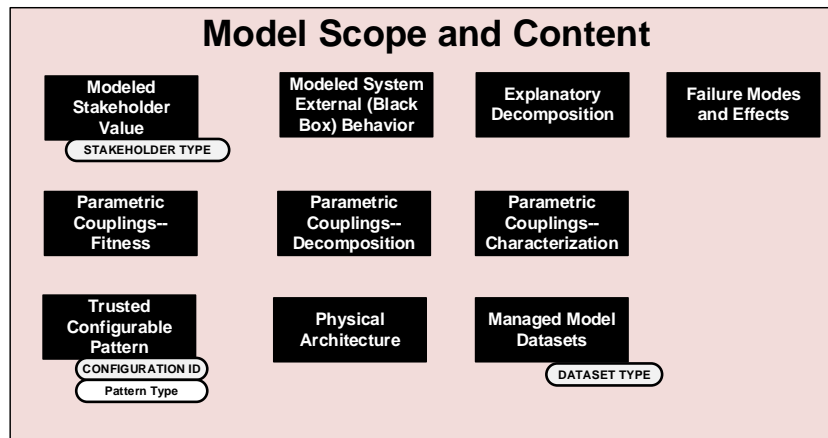 Model Scope and Content
Modeled
Stakeholder
Value
STAKEHOLDER TYPE
Modeled System
External (Black
Box) Behavior
Explanatory
Decomposition
Failure Modes
and Effects
Parametric
Couplings--
Fitness
Parametric
Couplings--
Decomposition
Parametric
Couplings--
Characterization
Trusted
Configurable
Pattern
CONFIGURATION ID
Pattern Type
Physical
Architecture
Managed Model
Datasets
DATASET TYPE